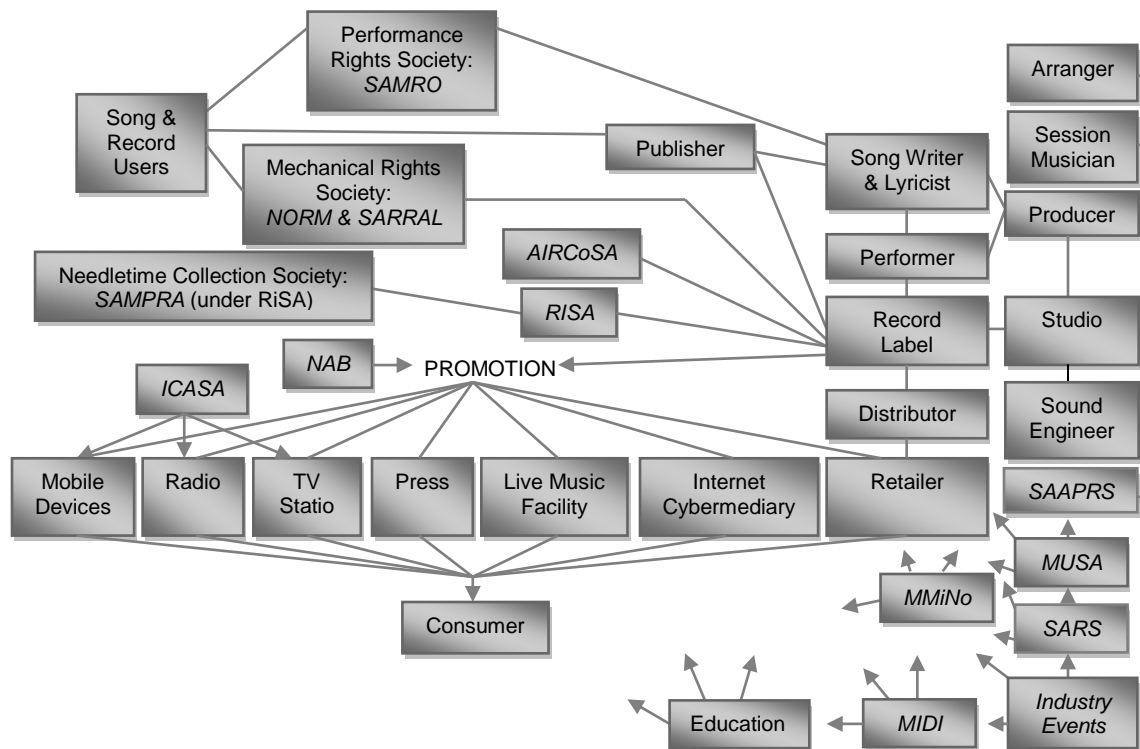 Performance
Rights Society:
SAMRO
Arranger
Song &
Record
Users
Publisher
Song Writer
& Lyricist
Session
Musician
Mechanical Rights
Society:
NORM & SARRAL
Producer
AIRCoSA
Performer
Needletime Collection Society:
SAMPRA (under RiSA)
RISA
Record
Label
Studio
NAB
PROMOTION
ICASA
Distributor
Sound
Engineer
Mobile
Devices
Radio
TV
Statio
Press
Live Music
Facility
Internet
Cybermediary
Retailer
SAAPRS
MUSA
MMiNo
SARS
Consumer
Education
MIDI
Industry
Events